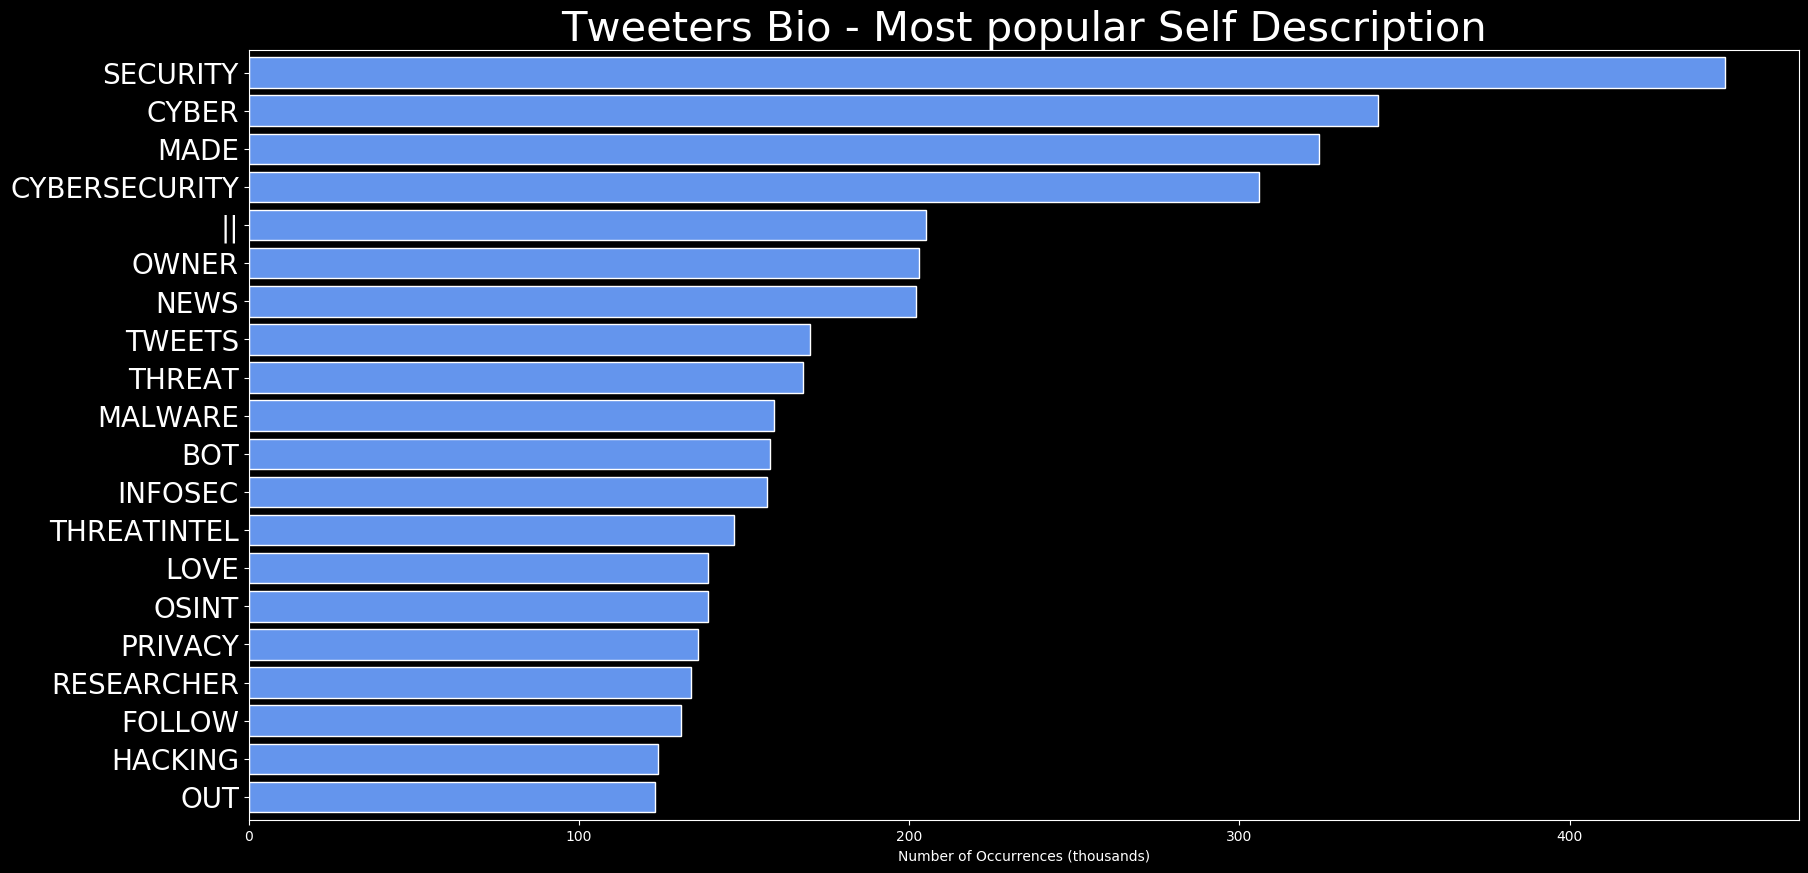 Tweeters Bio - Most popular Self Description
SECURITY
CYBER
MADE
CYBERSECURITY
||
OWNER
NEWS
TWEETS
THREAT
MALWARE
BOT
INFOSEC
THREATINTEL
LOVE
OSINT
PRIVACY
RESEARCHER
FOLLOW
HACKING
OUT
0 100 200 300 400
Number of Occurrences (thousands)